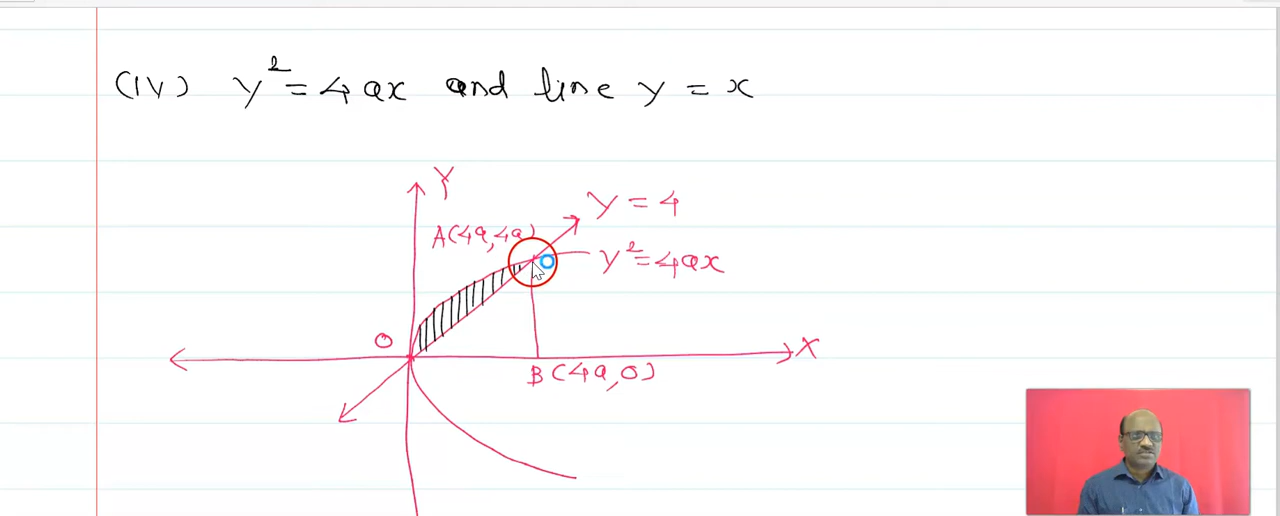 (IV) y² = 4ax and line y = x
Y
y = 4
A(4a,4a)
y² = 4ax
O
X
B(4a,0)